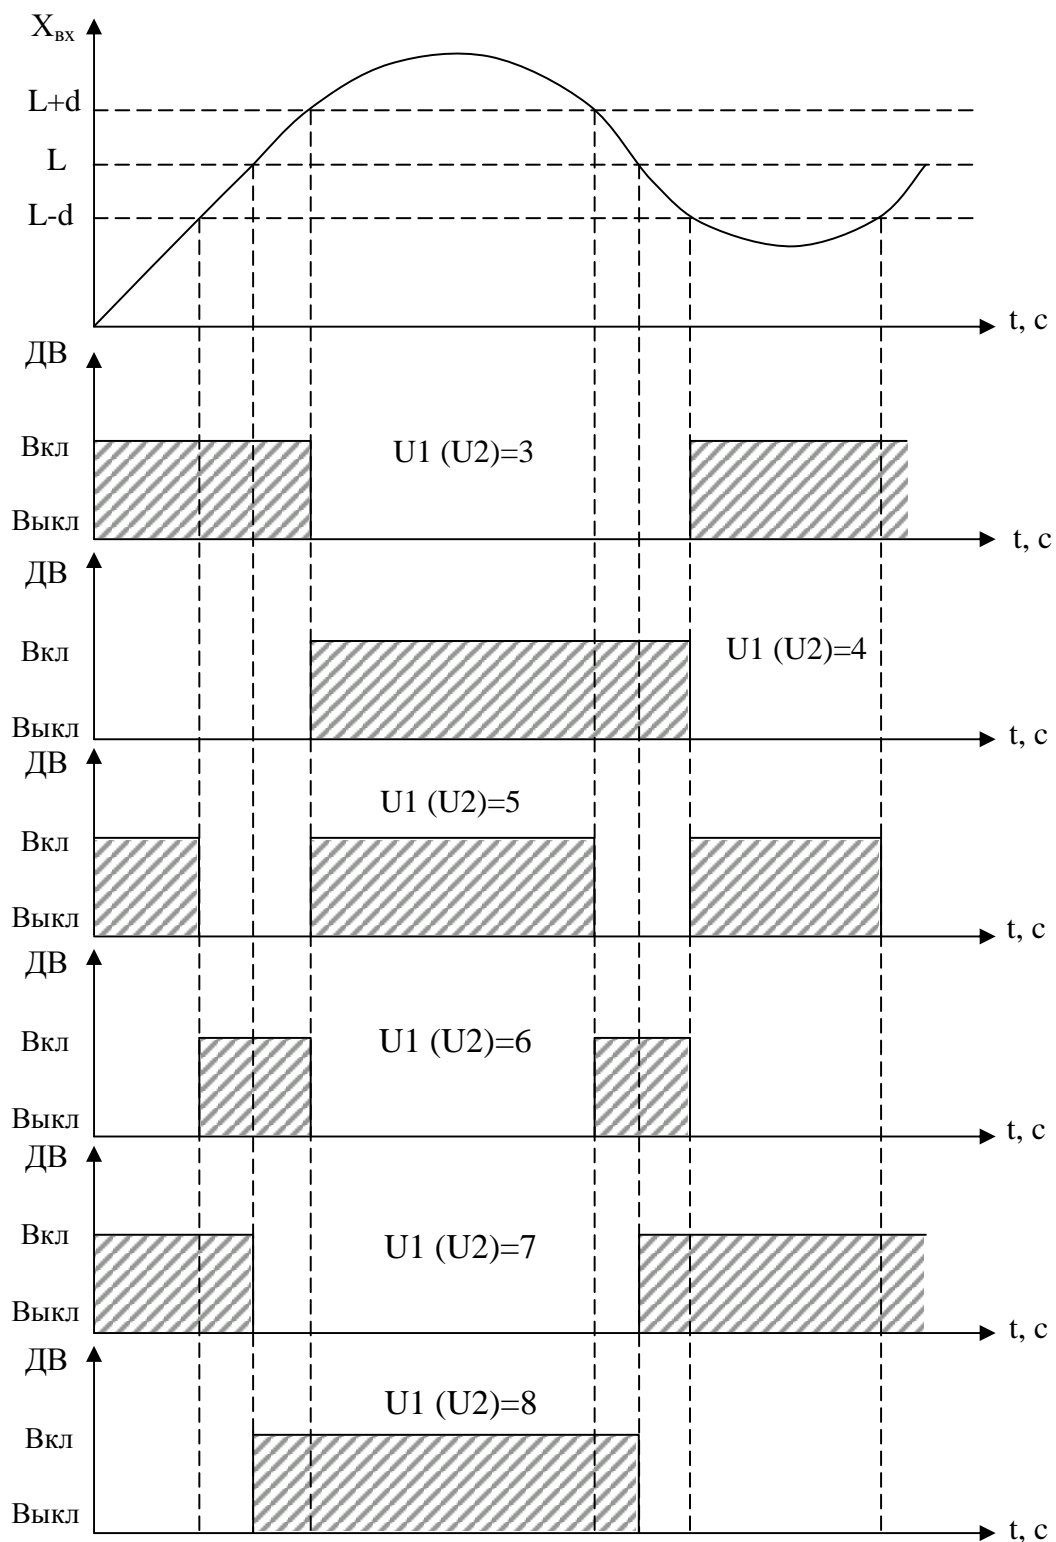 Xвх
L+d
L
L-d
t, c
ДВ
Вкл
U1 (U2)=3
Выкл
t, c
ДВ
Вкл
U1 (U2)=4
Выкл
t, c
ДВ
U1 (U2)=5
Вкл
Выкл
t, c
ДВ
Вкл
U1 (U2)=6
Выкл
t, c
ДВ
Вкл
U1 (U2)=7
Выкл
t, c
ДВ
U1 (U2)=8
Вкл
Выкл
t, c